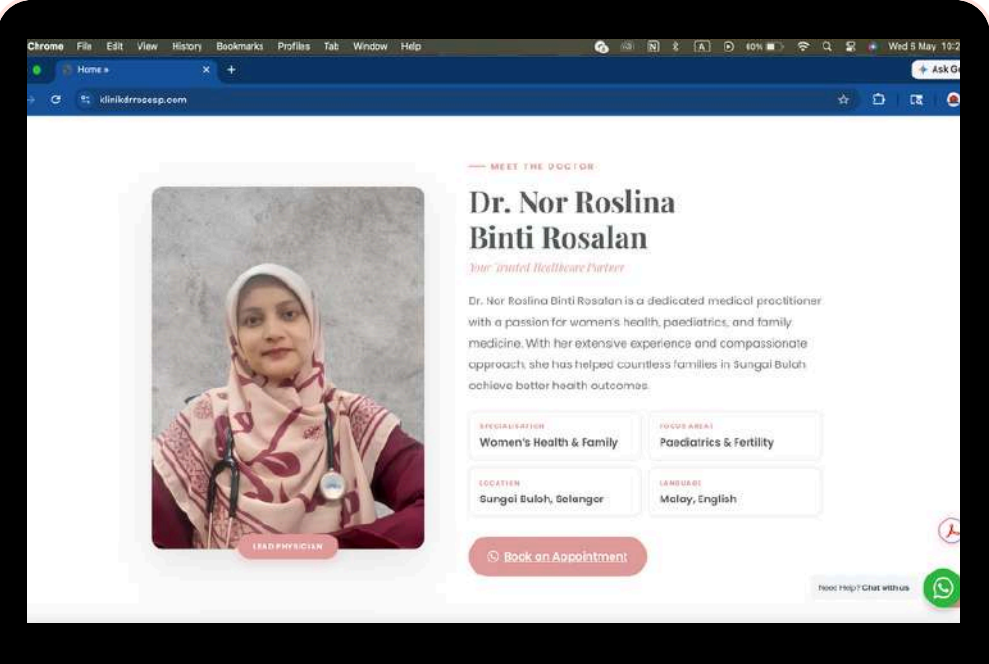 Chrome File Edit View History Bookmarks Profiles Tab Window Help
A 40% Wed 6 May 10:2
Home »
Ask G
klinikdrrosesp.com
MEET THE DOCTOR
Dr. Nor Roslina
Binti Rosalan
Your Trusted Healthcare Partner
Dr. Nor Roslina Binti Rosalan is a dedicated medical practitioner
with a passion for women's health, paediatrics, and family
medicine. With her extensive experience and compassionate
approach, she has helped countless families in Sungai Buloh
achieve better health outcomes.
SPECIALISATION
Women's Health & Family
FOCUS AREAS
Paediatrics & Fertility
LOCATION
Sungai Buloh, Selangor
LANGUAGE
Malay, English
LEAD PHYSICIAN
Book an Appointment
Need Help? Chat with us